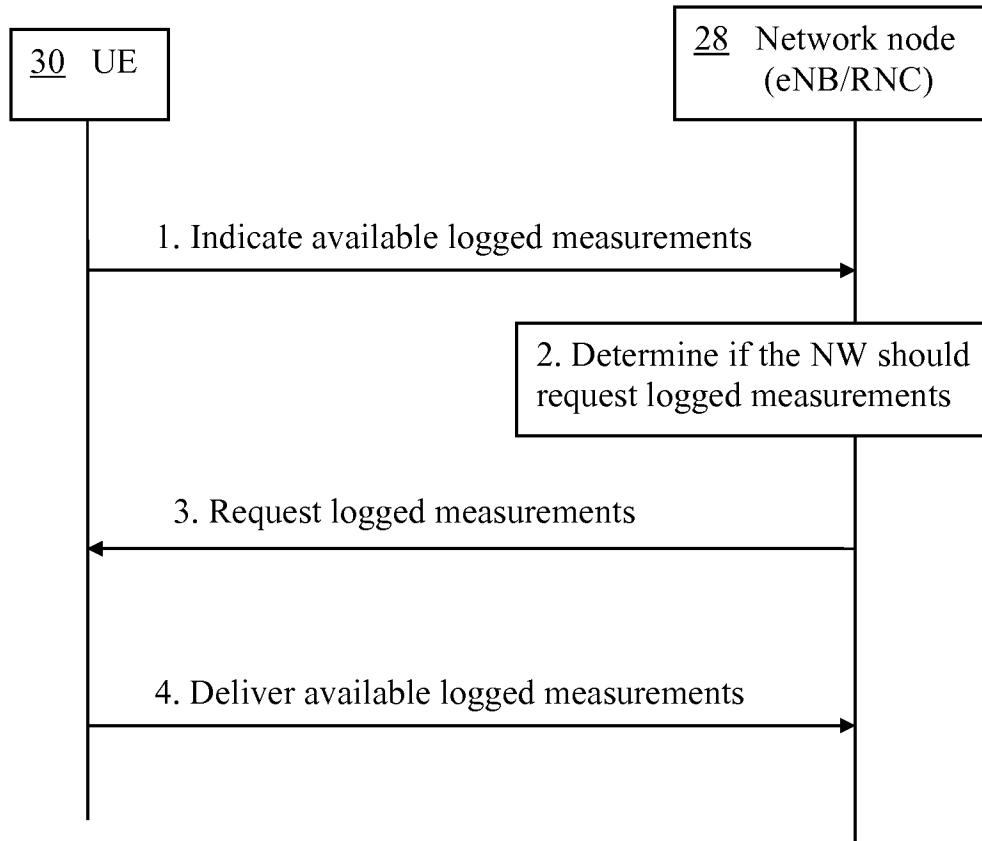 30 UE
28 Network node
(eNB/RNC)
1. Indicate available logged measurements
2. Determine if the NW should
request logged measurements
3. Request logged measurements
4. Deliver available logged measurements